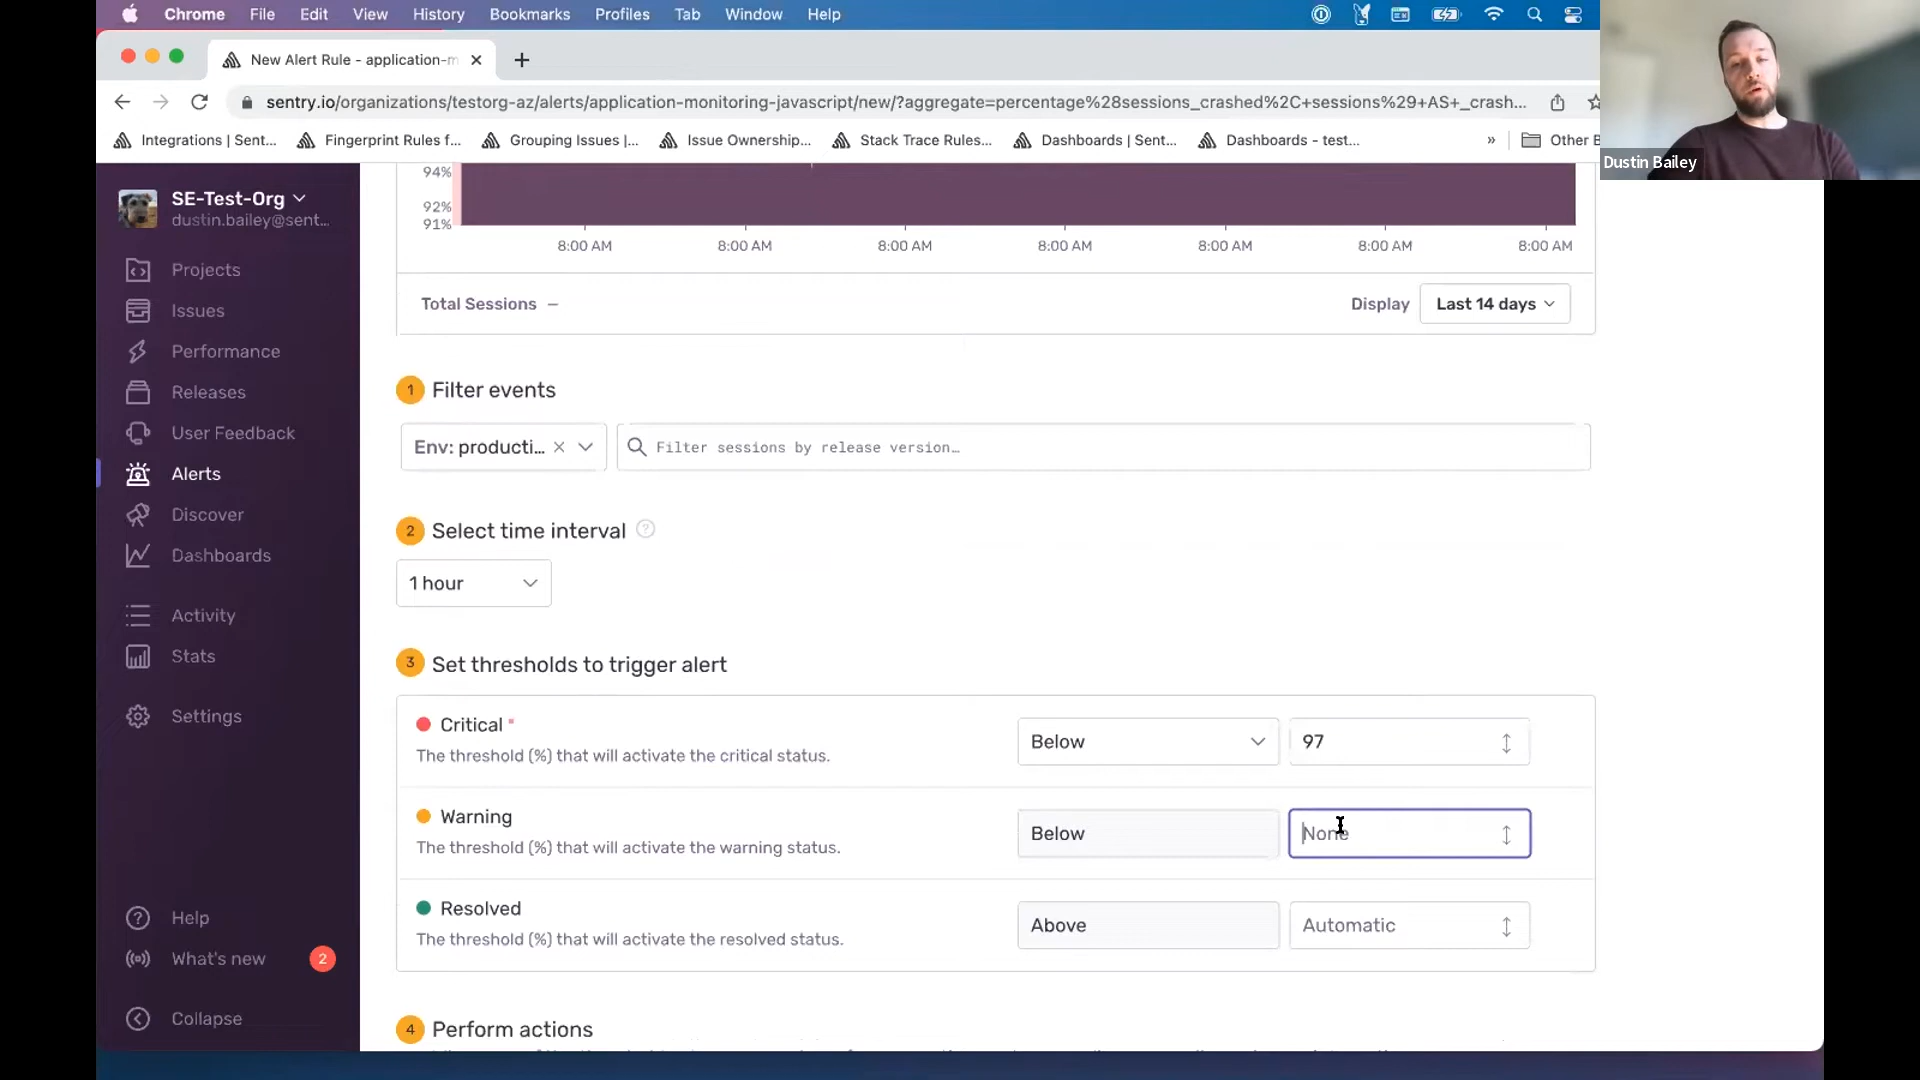 Chrome File Edit View History Bookmarks Profiles Tab Window Help
New Alert Rule - application-m
sentry.io/organizations/testorg-az/alerts/application-monitoring-javascript/new/?aggregate=percentage%28sessions_crashed%2C+sessions%29+AS+_crash...
Integrations | Sent... Fingerprint Rules f... Grouping Issues |... Issue Ownership... Stack Trace Rules... Dashboards | Sent... Dashboards - test... » Other B
Dustin Bailey
SE-Test-Org
dustin.bailey@sent...
Projects
Issues
Performance
Releases
User Feedback
Alerts
Discover
Dashboards
Activity
Stats
Settings
Help
What's new 2
Collapse
94%
92%
91%
8:00 AM 8:00 AM 8:00 AM 8:00 AM 8:00 AM 8:00 AM 8:00 AM
Total Sessions — Display Last 14 days
1 Filter events
Env: producti... Filter sessions by release version…
2 Select time interval ?
1 hour
3 Set thresholds to trigger alert
Critical * Below 97
The threshold (%) that will activate the critical status.
Warning Below None
The threshold (%) that will activate the warning status.
Resolved Above Automatic
The threshold (%) that will activate the resolved status.
4 Perform actions